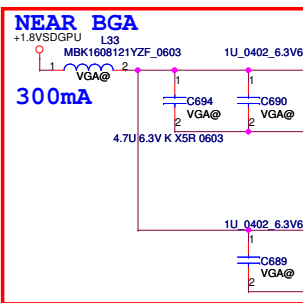 NEAR BGA
+1.8VSDGPU
L33
MBK1608121YZF_0603
1U_0402_6.3V6
1
2
VGA@
300mA
1
1
C694
C690
VGA@
VGA@
2
2
4.7U 6.3V K X5R 0603
1U_0402_6.3V6
1
C689
VGA@
2